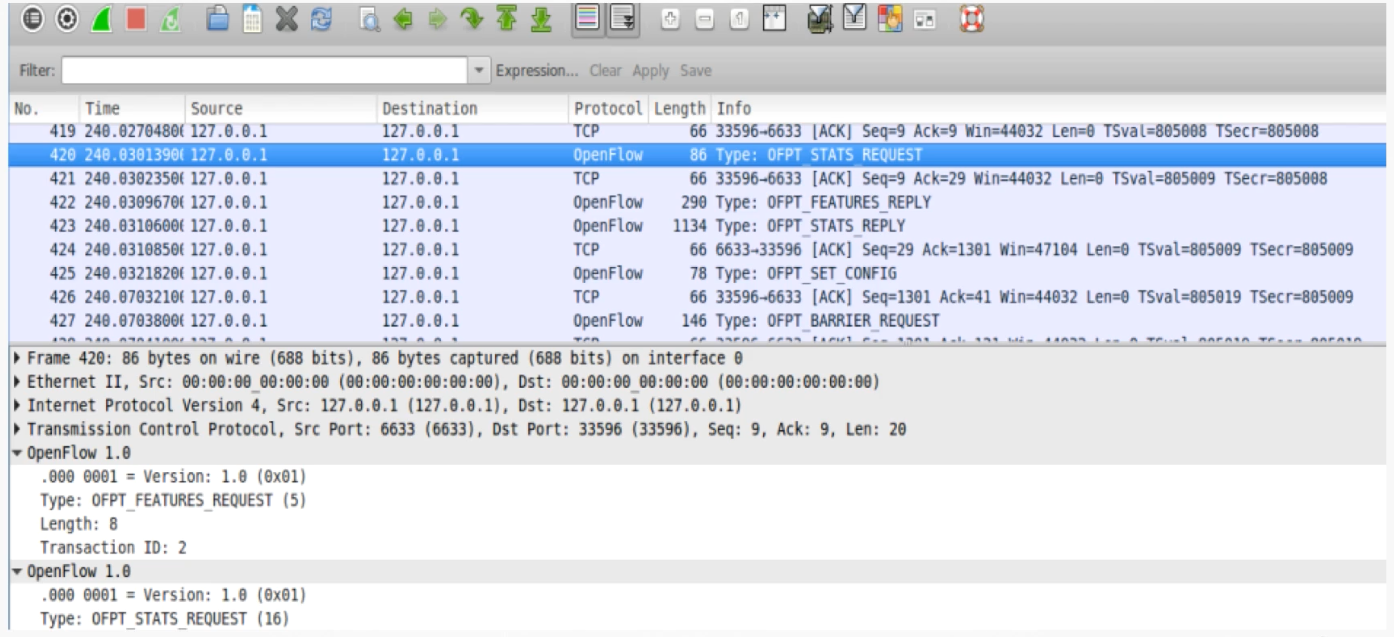 Filter: Expression... Clear Apply Save
No. Time Source Destination Protocol Length Info
419 240.02704800 127.0.0.1 127.0.0.1 TCP 66 33596→6633 [ACK] Seq=9 Ack=9 Win=44032 Len=0 TSval=805008 TSecr=805008
420 240.03013900 127.0.0.1 127.0.0.1 OpenFlow 86 Type: OFPT_STATS_REQUEST
421 240.03023500 127.0.0.1 127.0.0.1 TCP 66 33596→6633 [ACK] Seq=9 Ack=29 Win=44032 Len=0 TSval=805009 TSecr=805008
422 240.03096700 127.0.0.1 127.0.0.1 OpenFlow 290 Type: OFPT_FEATURES_REPLY
423 240.03106000 127.0.0.1 127.0.0.1 OpenFlow 1134 Type: OFPT_STATS_REPLY
424 240.03108500 127.0.0.1 127.0.0.1 TCP 66 6633→33596 [ACK] Seq=29 Ack=1301 Win=47104 Len=0 TSval=805009 TSecr=805009
425 240.03218200 127.0.0.1 127.0.0.1 OpenFlow 78 Type: OFPT_SET_CONFIG
426 240.07032100 127.0.0.1 127.0.0.1 TCP 66 33596→6633 [ACK] Seq=1301 Ack=41 Win=44032 Len=0 TSval=805019 TSecr=805009
427 240.07038000 127.0.0.1 127.0.0.1 OpenFlow 146 Type: OFPT_BARRIER_REQUEST
Frame 420: 86 bytes on wire (688 bits), 86 bytes captured (688 bits) on interface 0
Ethernet II, Src: 00:00:00_00:00:00 (00:00:00:00:00:00), Dst: 00:00:00_00:00:00 (00:00:00:00:00:00)
Internet Protocol Version 4, Src: 127.0.0.1 (127.0.0.1), Dst: 127.0.0.1 (127.0.0.1)
Transmission Control Protocol, Src Port: 6633 (6633), Dst Port: 33596 (33596), Seq: 9, Ack: 9, Len: 20
OpenFlow 1.0
.000 0001 = Version: 1.0 (0x01)
Type: OFPT_FEATURES_REQUEST (5)
Length: 8
Transaction ID: 2
OpenFlow 1.0
.000 0001 = Version: 1.0 (0x01)
Type: OFPT_STATS_REQUEST (16)